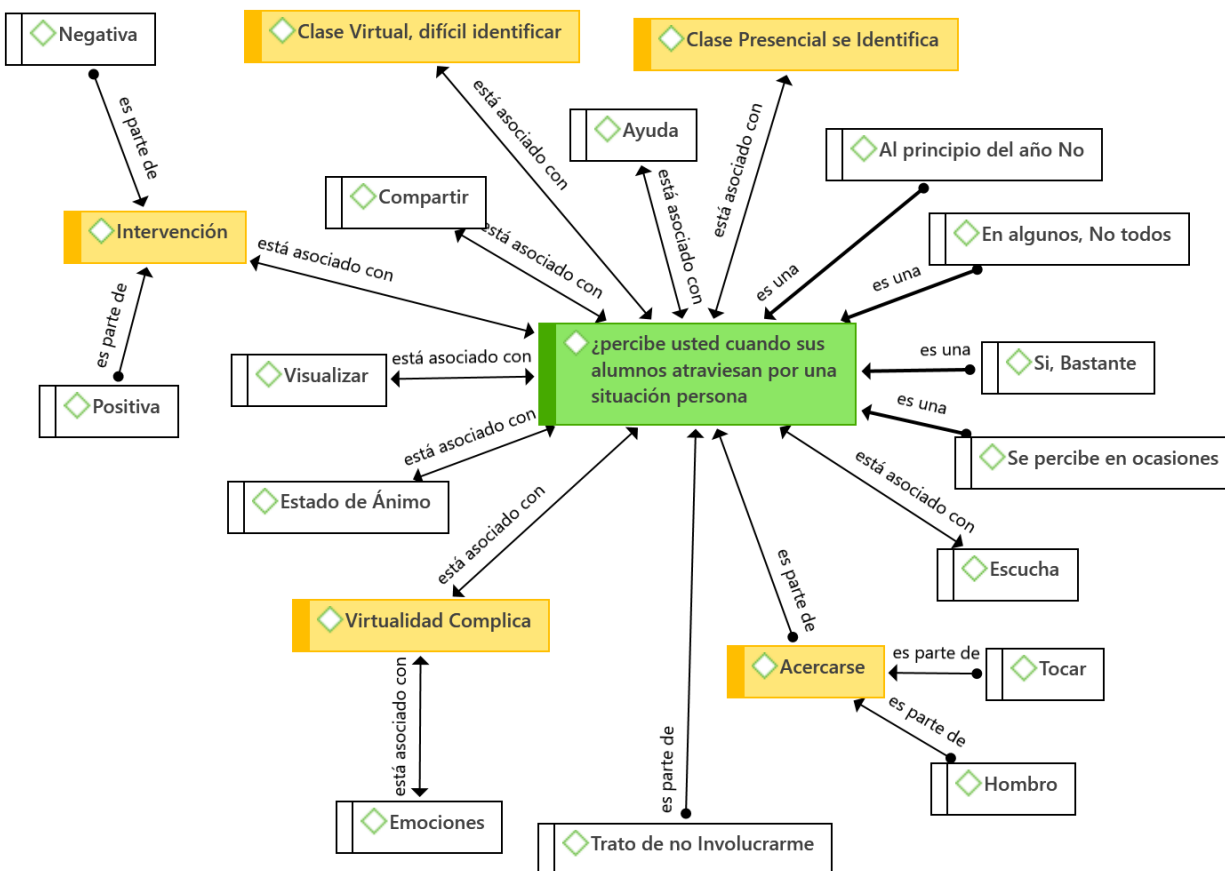 Negativa
Clase Virtual, difícil identificar
Clase Presencial se Identifica
es parte de
está asociado con
Ayuda
está asociado con
Al principio del año No
Compartir
está asociado con
Intervención
está asociado con
está asociado con
es una
En algunos, No todos
es una
es parte de
¿percibe usted cuando sus
alumnos atraviesan por una
situación persona
Visualizar
está asociado con
es una
Si, Bastante
Positiva
es una
está asociado con
Se percibe en ocasiones
Estado de Ánimo
está asociado con
está asociado con
Escucha
Virtualidad Complica
es parte de
Acercarse
es parte de
Tocar
está asociado con
es parte de
es parte de
Hombro
Emociones
Trato de no Involucrarme